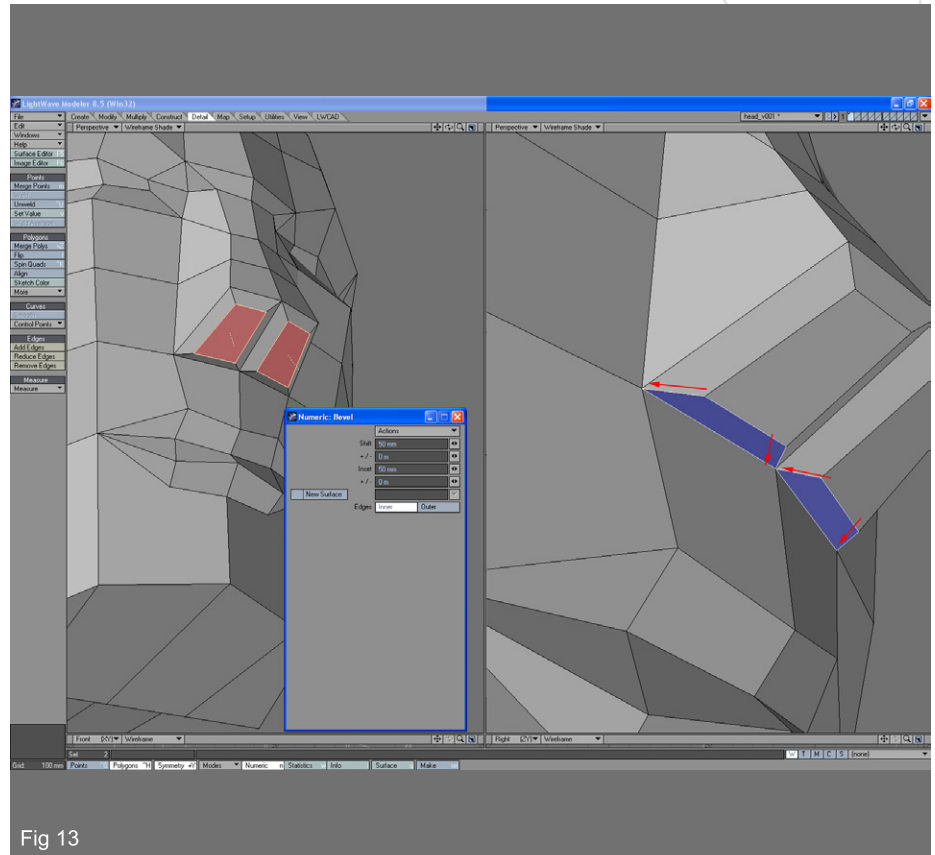 LightWave Modeler 8.5 (Win32)
File
Edit
Windows
Help
Surface Editor
Image Editor
Create Modify Multiply Construct Detail Map Setup Utilities View LWCAD
head_v001 *
1
Perspective Wireframe Shade
Perspective Wireframe Shade
Points
Merge Points
Unweld
Set Value
Polygons
Merge Polys
Flip
Spin Quads
Align
Sketch Color
More
Curves
Control Points
Edges
Add Edges
Reduce Edges
Remove Edges
Measure
Measure
Numeric: Bevel
Actions
Shift 50 mm
+ / - 0 m
Inset 50 mm
+ / - 0 m
New Surface
Edges Inner Outer
Front (XY) Wireframe
Right (ZY) Wireframe
Sel: 2
W T M C S (none)
Grid: 100 mm Points Polygons ^H Symmetry +Y Modes Numeric n Statistics Info Surface Make
Fig 13